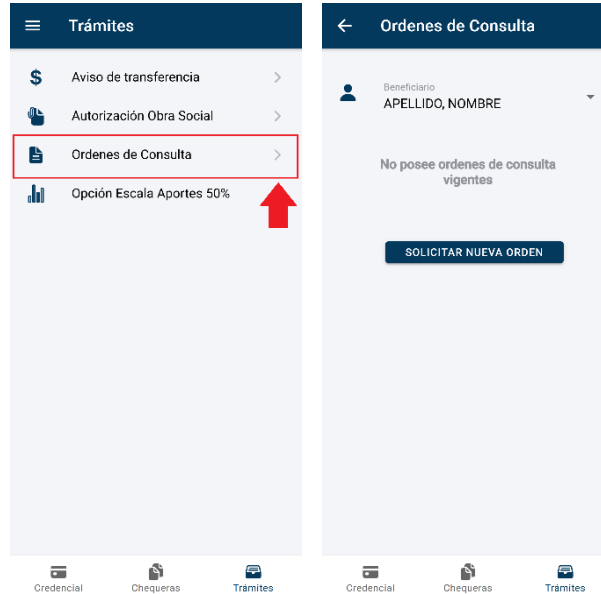 Trámites
Aviso de transferencia
Autorización Obra Social
Ordenes de Consulta
Opción Escala Aportes 50%
Credencial
Chequeras
Trámites
Ordenes de Consulta
Beneficiario
APELLIDO, NOMBRE
No posee ordenes de consulta
vigentes
SOLICITAR NUEVA ORDEN
Credencial
Chequeras
Trámites